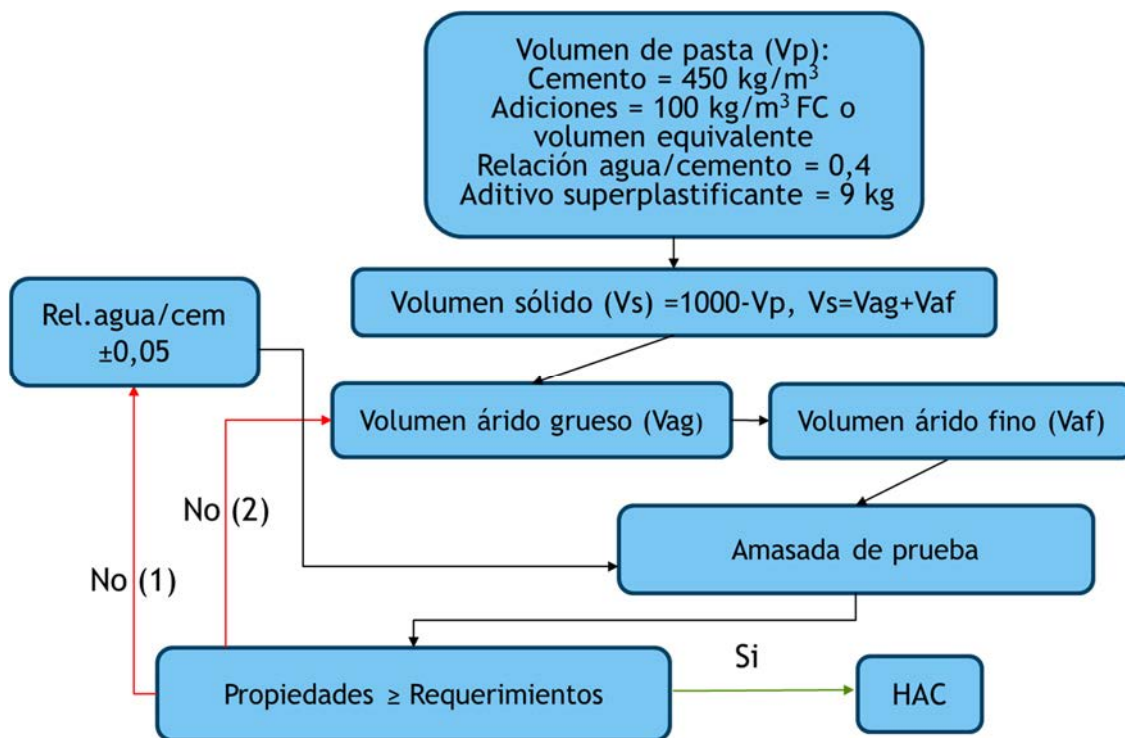 Volumen de pasta (Vp):
Cemento = 450 kg/m³
Adiciones = 100 kg/m³ FC o
volumen equivalente
Relación agua/cemento = 0,4
Aditivo superplastificante = 9 kg
Volumen sólido (Vs) =1000-Vp, Vs=Vag+Vaf
Rel.agua/cem
±0,05
Volumen árido grueso (Vag)
Volumen árido fino (Vaf)
No (2)
Amasada de prueba
No (1)
Si
Propiedades ≥ Requerimientos
HAC